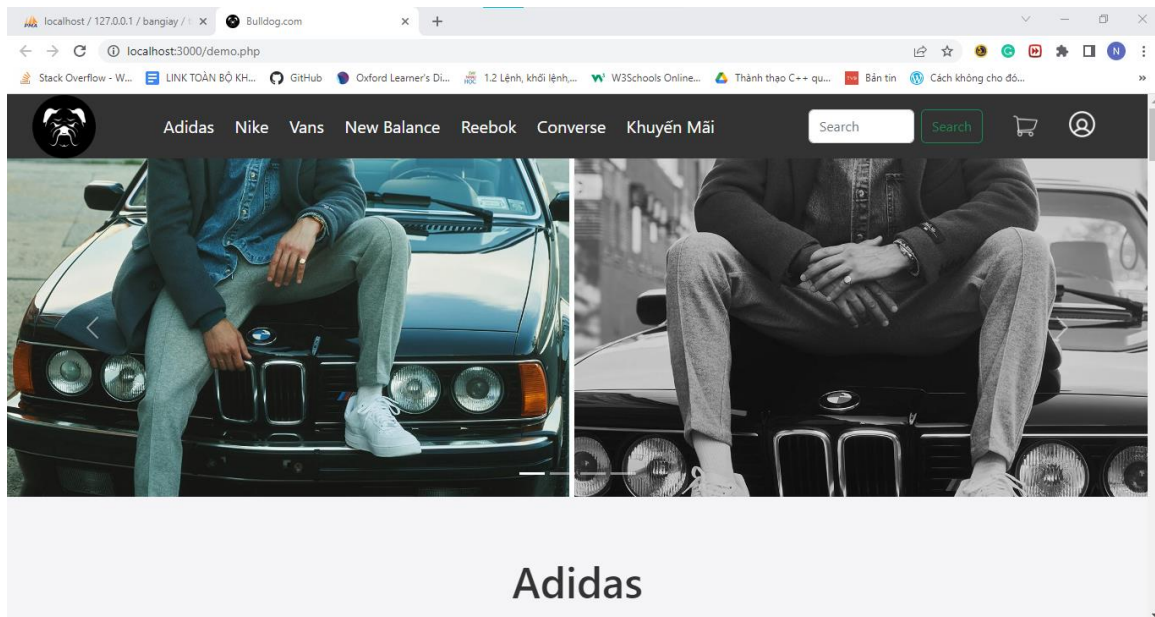 localhost / 127.0.0.1 / bangiay / 
Bulldog.com
localhost:3000/demo.php
N
Stack Overflow - W...
LINK TOÀN BỘ KH...
GitHub
Oxford Learner's Di...
1.2 Lệnh, khối lệnh,...
W3Schools Online...
Thành thạo C++ qu...
Bản tin
Cách không cho đó...
»
Adidas Nike Vans New Balance Reebok Converse Khuyến Mãi
Search
Search
Adidas